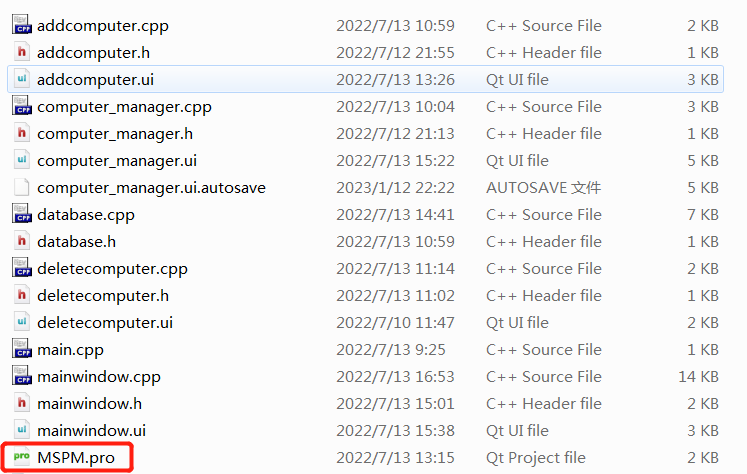 addcomputer.cpp 2022/7/13 10:59 C++ Source File 2 KB
addcomputer.h 2022/7/12 21:55 C++ Header file 1 KB
addcomputer.ui 2022/7/13 13:26 Qt UI file 3 KB
computer_manager.cpp 2022/7/13 10:04 C++ Source File 3 KB
computer_manager.h 2022/7/12 21:13 C++ Header file 1 KB
computer_manager.ui 2022/7/13 15:22 Qt UI file 5 KB
computer_manager.ui.autosave 2023/1/12 22:22 AUTOSAVE 文件 5 KB
database.cpp 2022/7/13 14:41 C++ Source File 7 KB
database.h 2022/7/13 10:59 C++ Header file 1 KB
deletecomputer.cpp 2022/7/13 11:14 C++ Source File 2 KB
deletecomputer.h 2022/7/13 11:02 C++ Header file 1 KB
deletecomputer.ui 2022/7/10 11:47 Qt UI file 2 KB
main.cpp 2022/7/13 9:25 C++ Source File 1 KB
mainwindow.cpp 2022/7/13 16:53 C++ Source File 14 KB
mainwindow.h 2022/7/13 15:01 C++ Header file 2 KB
mainwindow.ui 2022/7/13 15:38 Qt UI file 3 KB
MSPM.pro 2022/7/13 13:15 Qt Project file 2 KB